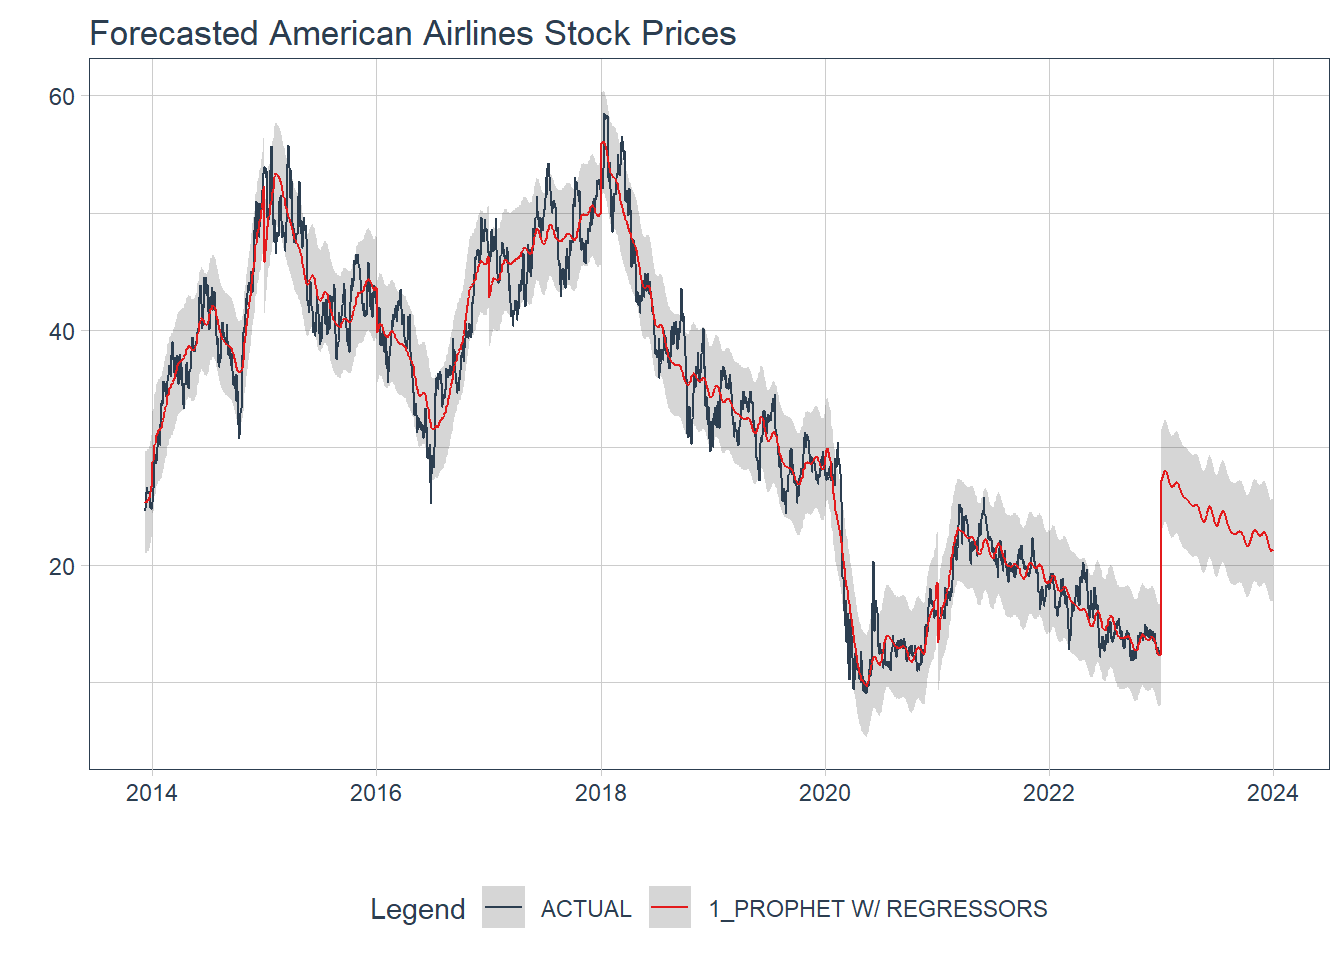 Forecasted American Airlines Stock Prices
60
40
20
2014 2016 2018 2020 2022 2024
Legend ACTUAL 1_PROPHET W/ REGRESSORS